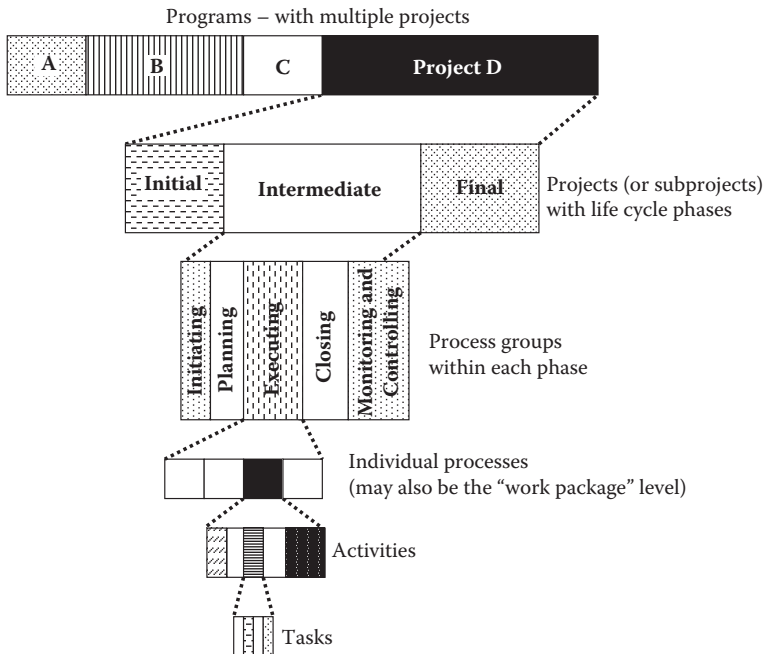 Programs – with multiple projects
A B C Project D
Initial Intermediate Final
Projects (or subprojects)
with life cycle phases
Initiating
Planning
Executing
Closing
Monitoring and
Controlling
Process groups
within each phase
Individual processes
(may also be the “work package” level)
Activities
Tasks